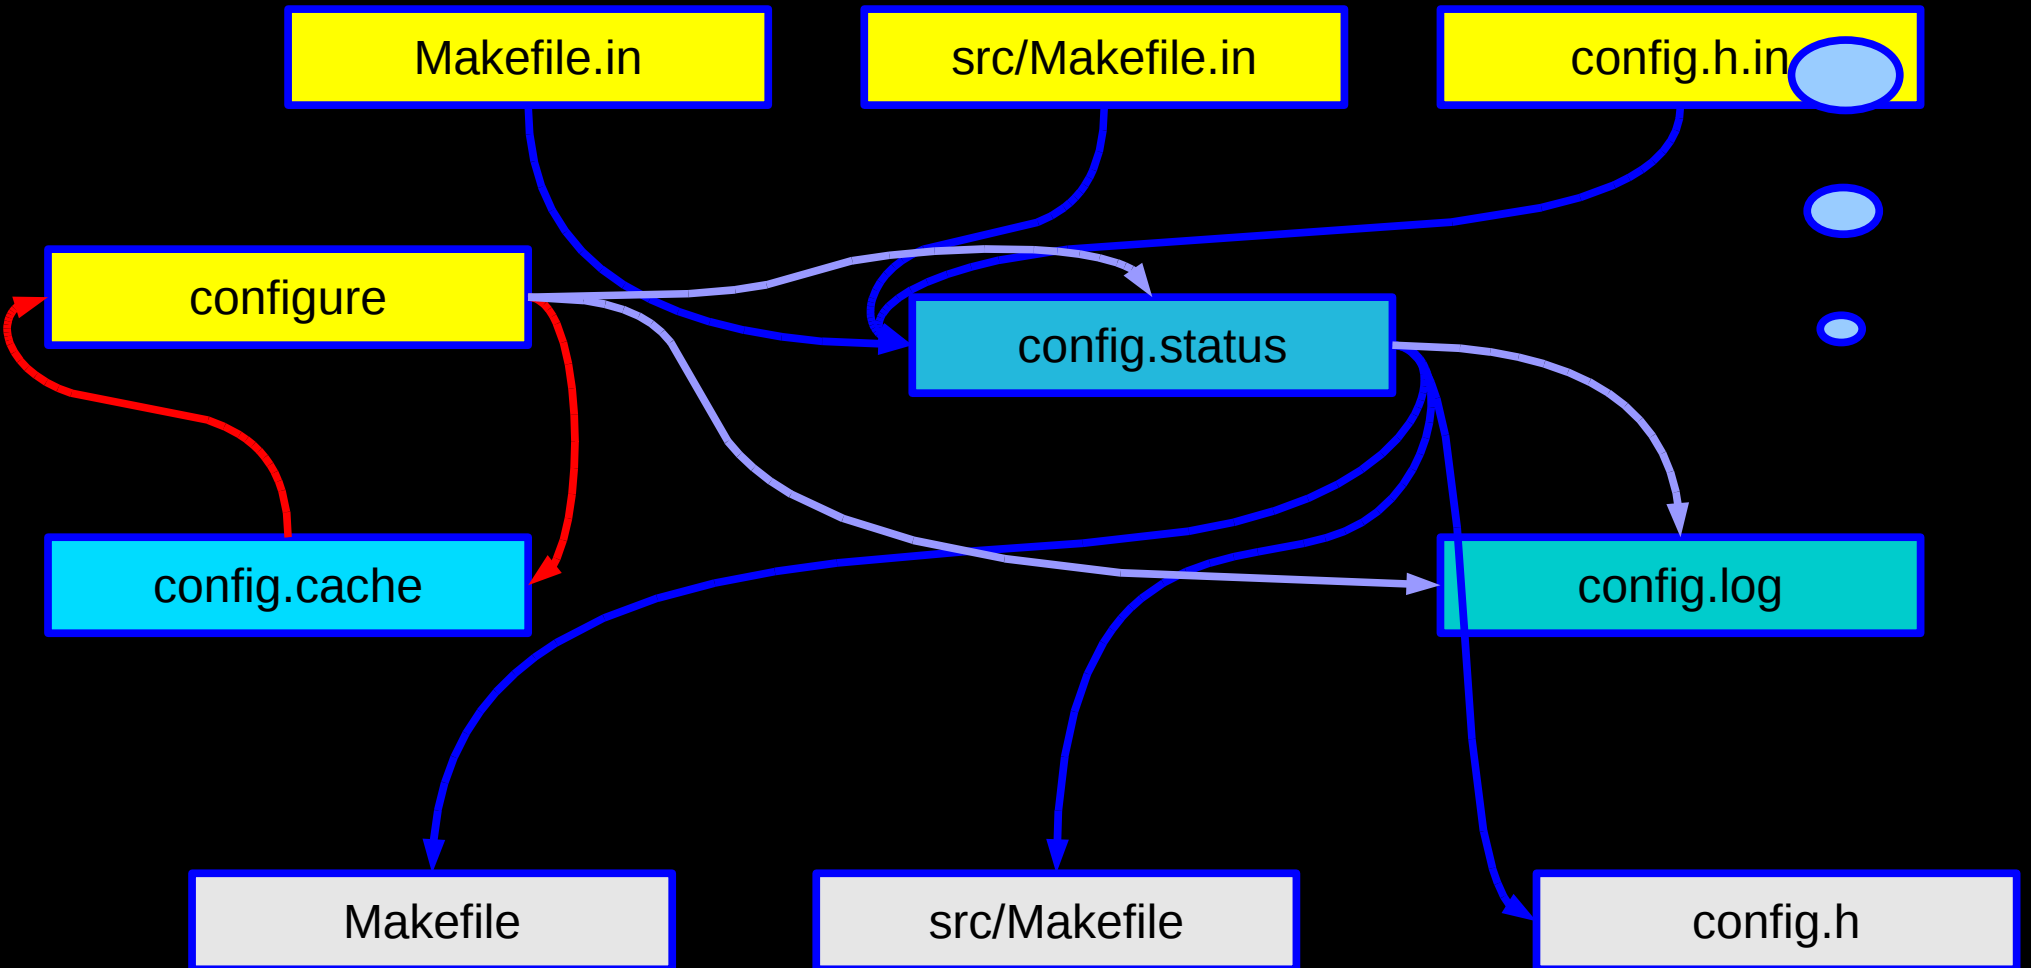 Makefile.in
src/Makefile.in
config.h.in
configure
config.status
config.cache
config.log
Makefile
src/Makefile
config.h